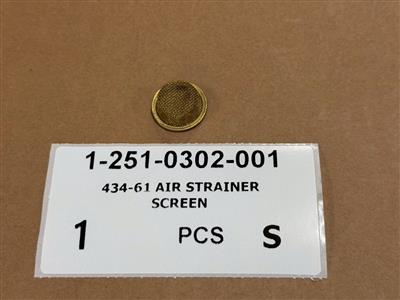 1-251-0302-001
434-61 AIR STRAINER
SCREEN
1 PCS S